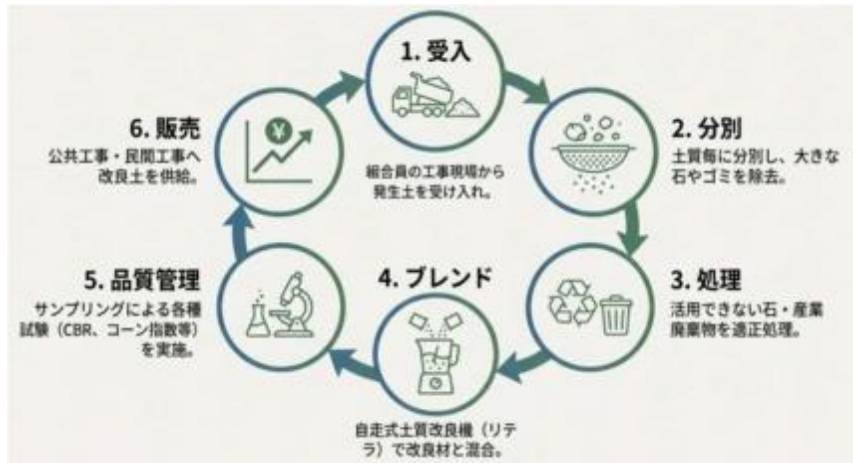 1. 受入
組合員の工事現場から
発生土を受け入れ。
2. 分別
土質毎に分別し、大きな
石やゴミを除去。
3. 処理
活用できない石・産業
廃棄物を適正処理。
4. ブレンド
自走式土質改良機（リテ
ラ）で改良材と混合。
5. 品質管理
サンプリングによる各種
試験（CBR、コーン指数等）
を実施。
6. 販売
公共工事・民間工事へ
改良土を供給。
¥